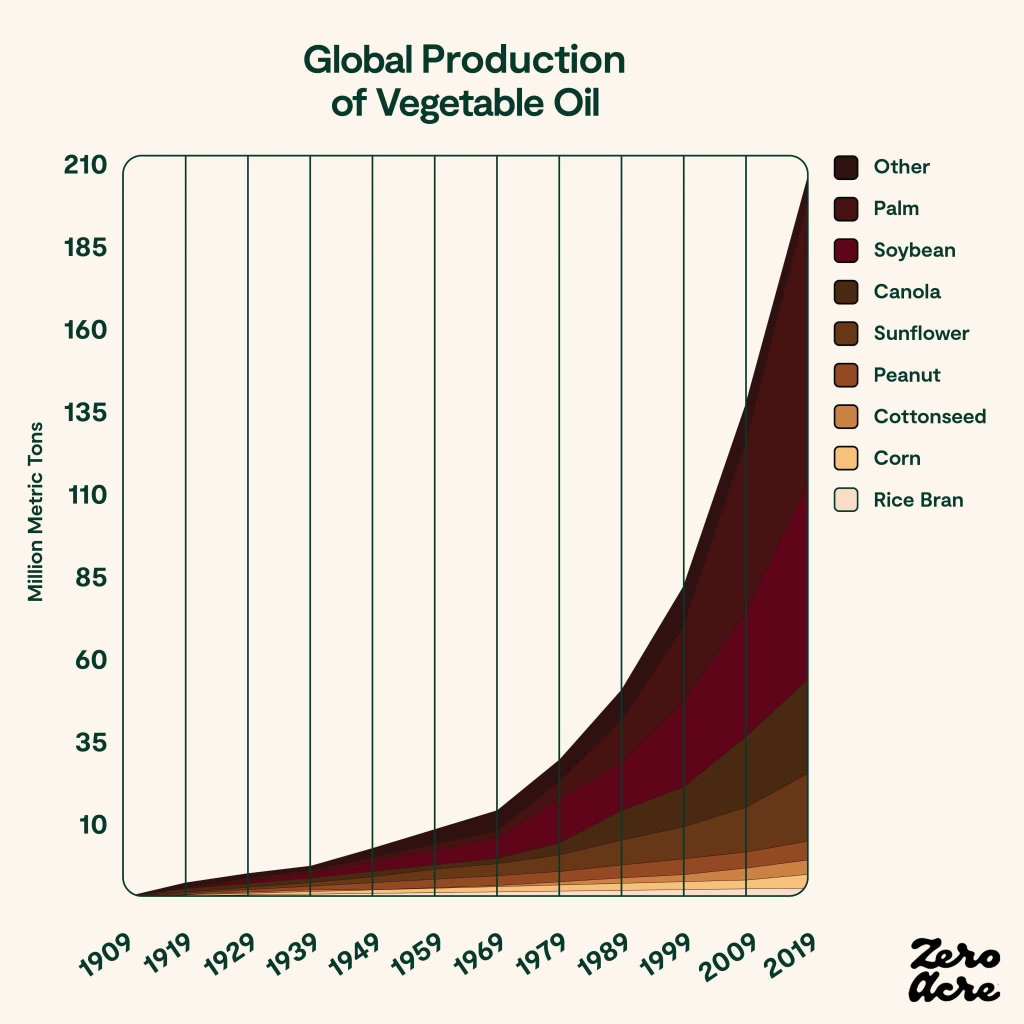 Global Production
of Vegetable Oil
Million Metric Tons
210
185
160
135
110
85
60
35
10
1909
1919
1929
1939
1949
1959
1969
1979
1989
1999
2009
2019
Other
Palm
Soybean
Canola
Sunflower
Peanut
Cottonseed
Corn
Rice Bran
Zero
Acre